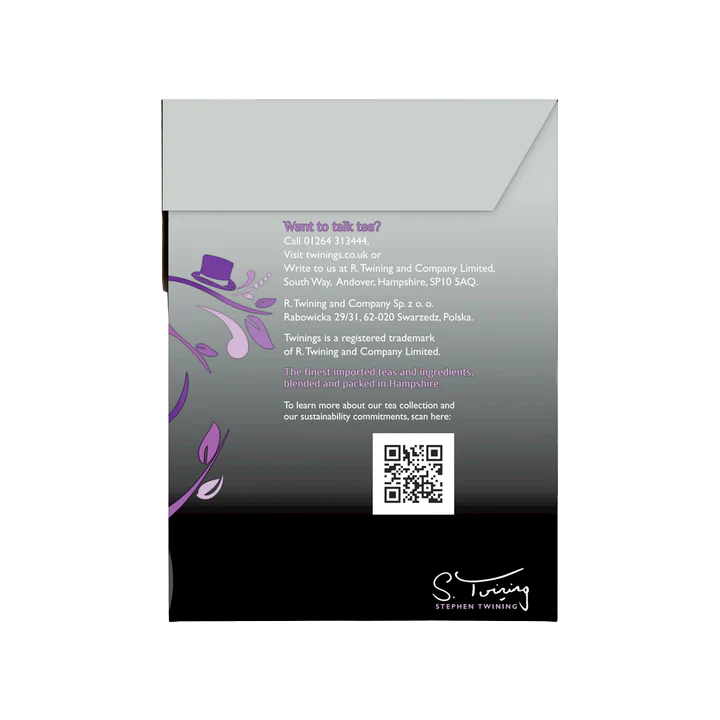 Want to talk tea?
Call 01264 313444,
Visit twinings.co.uk or
Write to us at R.Twining and Company Limited,
South Way, Andover, Hampshire, SP10 5AQ.
R.Twining and Company Sp. z o. o.
Rabowicka 29/31, 62-020 Swarzedz, Polska.
Twinings is a registered trademark
of R.Twining and Company Limited.
The finest imported teas and ingredients,
blended and packed in Hampshire
To learn more about our tea collection and
our sustainability commitments, scan here:
S. Twining
STEPHEN TWINING